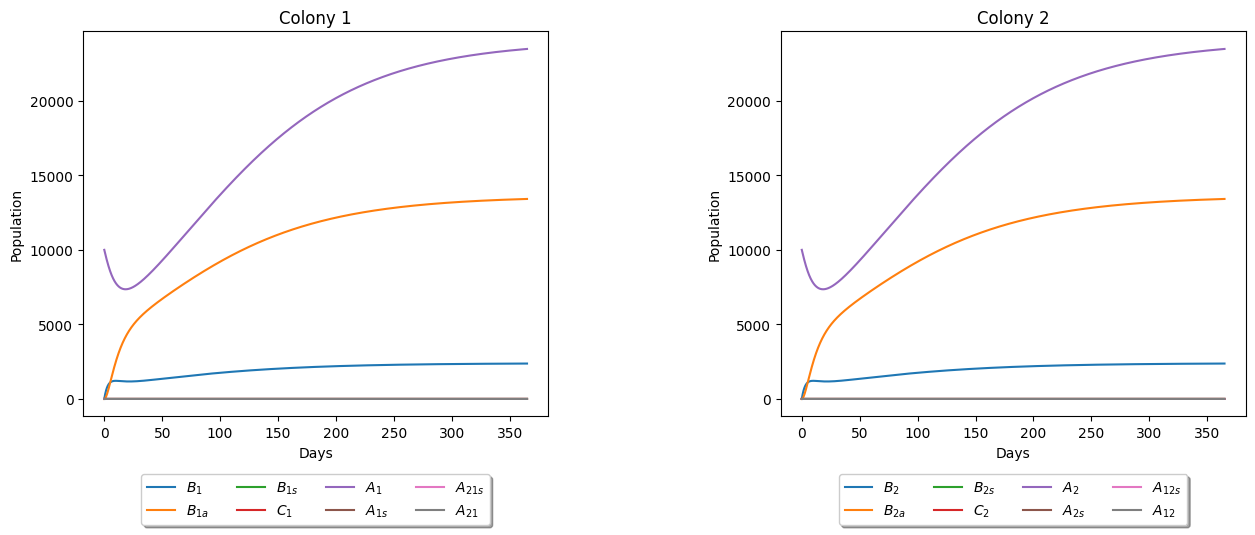 Colony 1
Population
20000
15000
10000
5000
0
0 50 100 150 200 250 300 350
Days
B₁ B₁ₛ A₁ A₂₁ₛ
B₁ₐ C₁ A₁ₛ A₂₁
Colony 2
Population
20000
15000
10000
5000
0
0 50 100 150 200 250 300 350
Days
B₂ B₂ₛ A₂ A₁₂ₛ
B₂ₐ C₂ A₂ₛ A₁₂